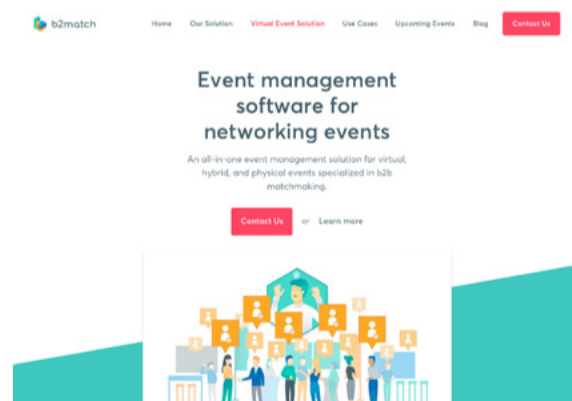 b2match Home Our Solution Virtual Event Solution Use Cases Upcoming Events Blog Contact Us
Event management
software for
networking events
An all-in-one event management solution for virtual,
hybrid, and physical events specialized in b2b
matchmaking.
Contact Us or Learn more